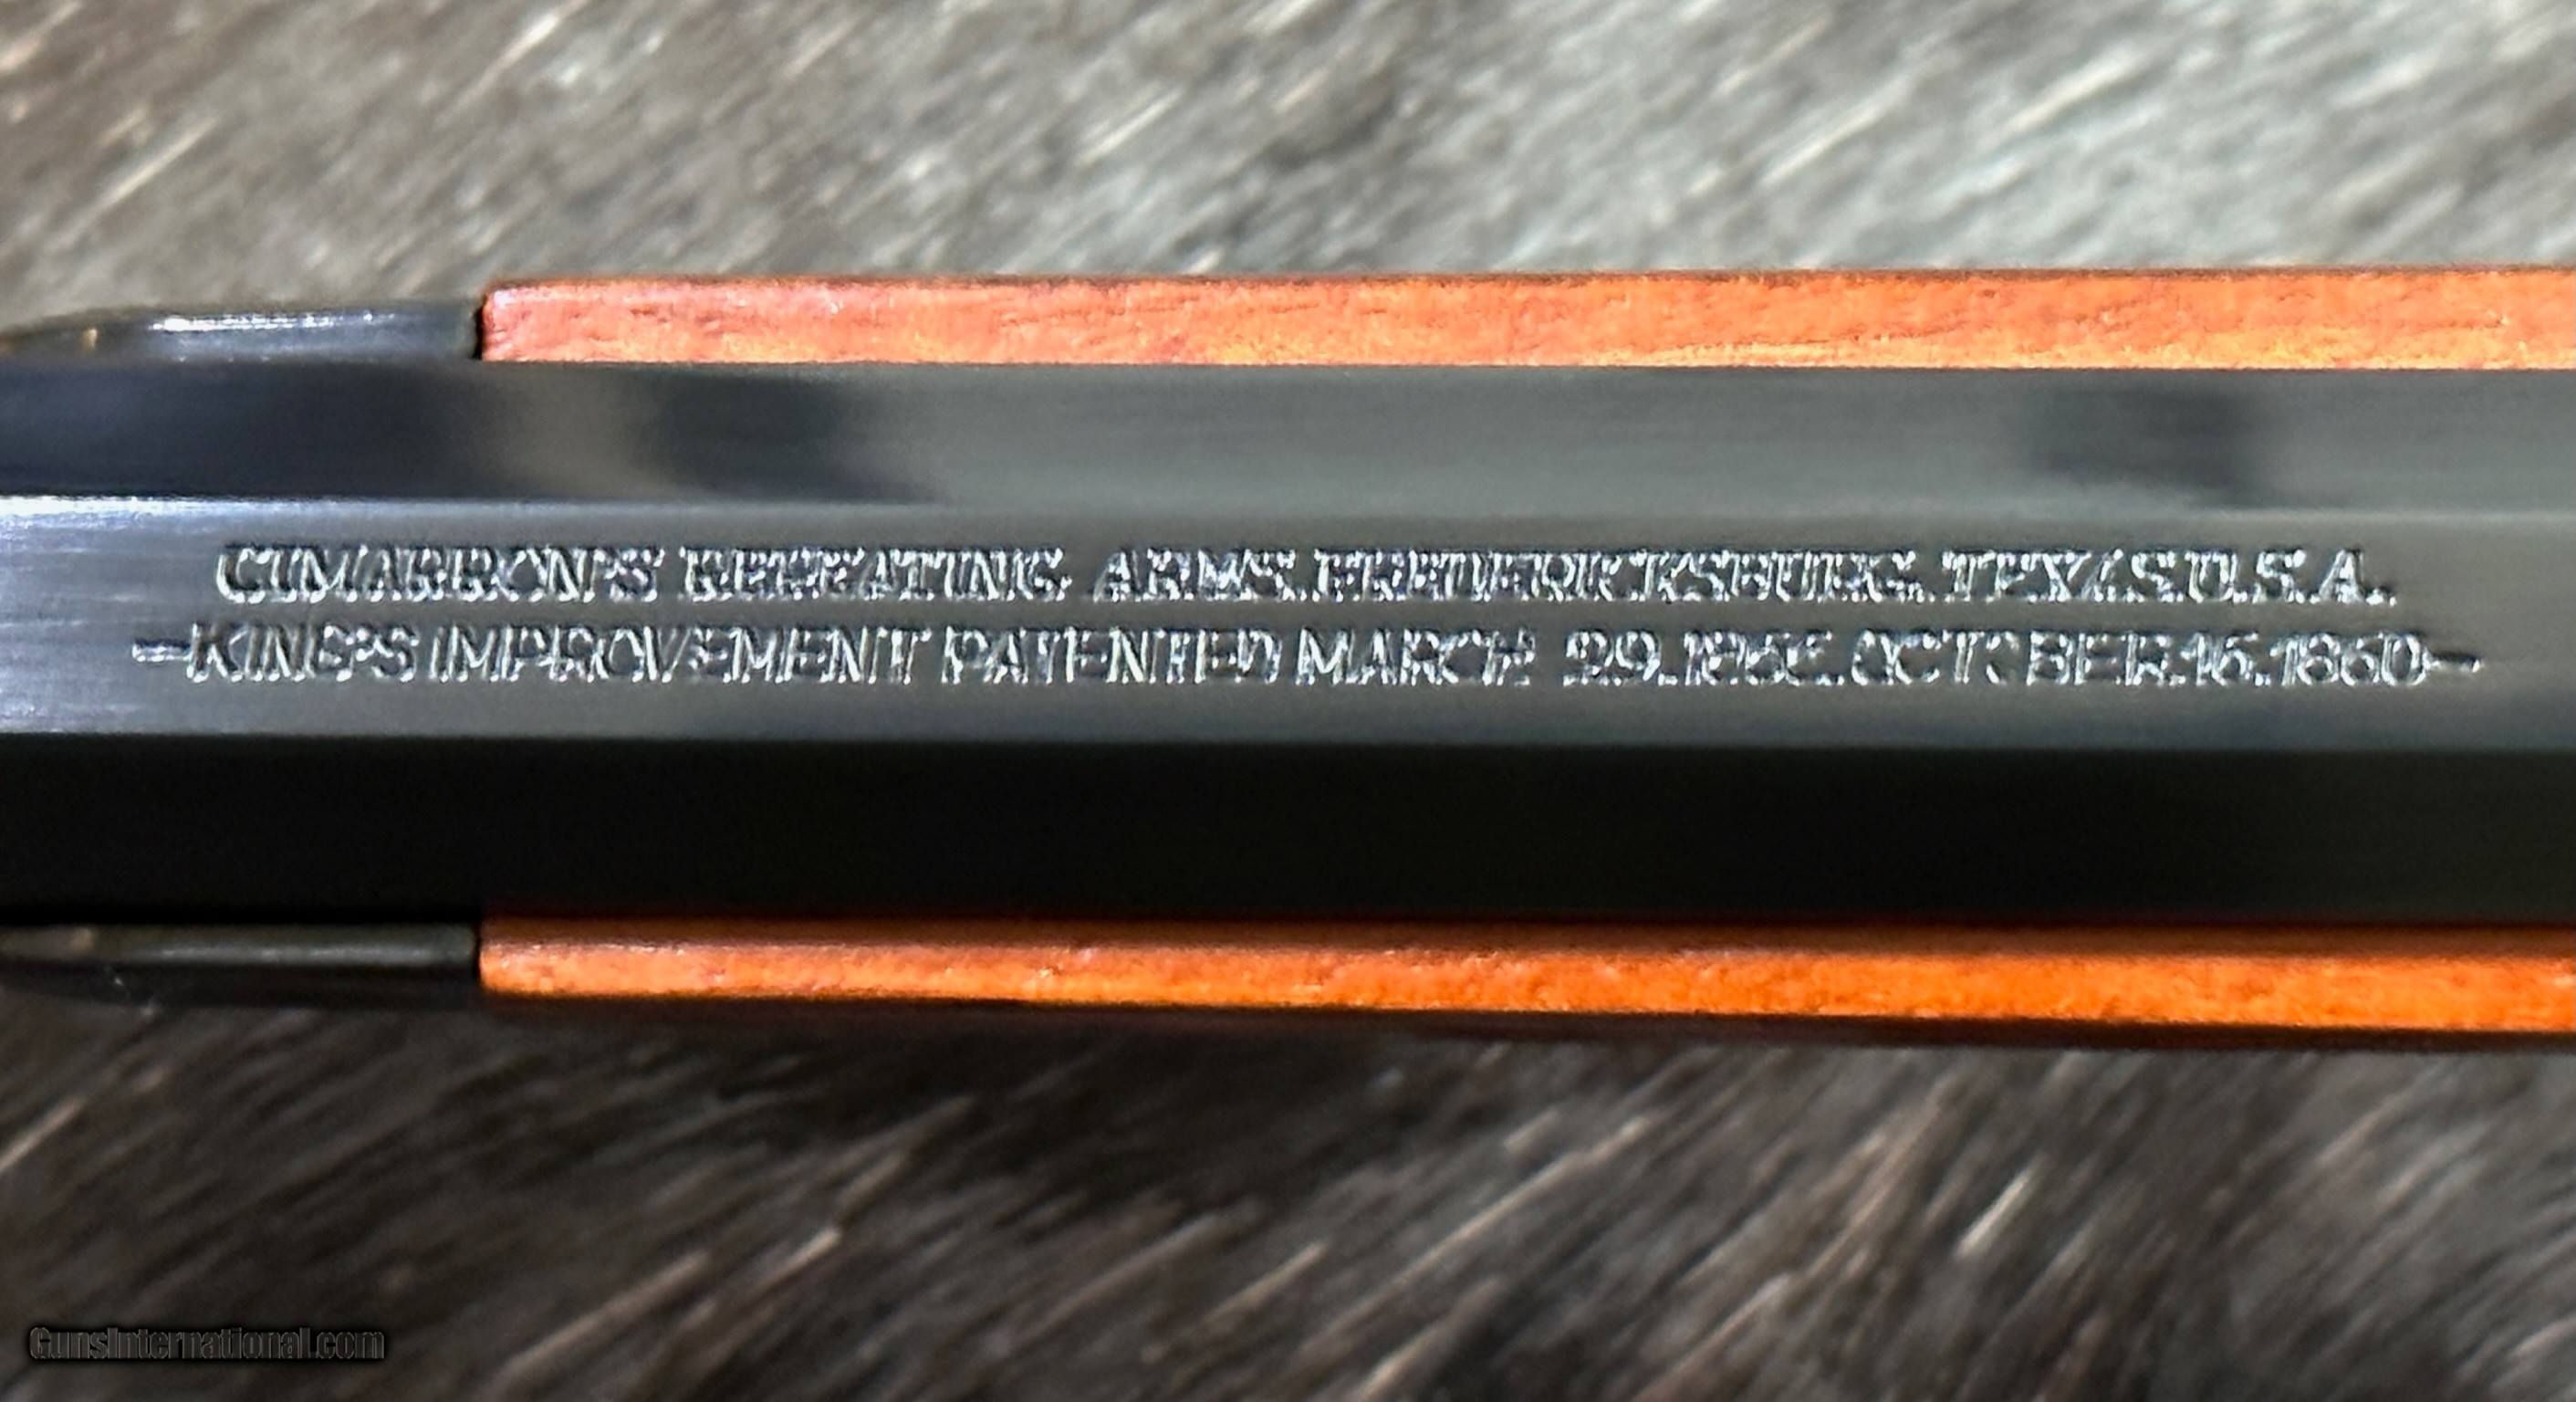 CIMARRON'S REPEATING ARMS. FREDERICKSBURG. TEXAS. U.S.A.
-KING'S IMPROVEMENT PATENTED MARCH 29. 1866. OCTOBER. 16. 1860-
GunsInternational.com